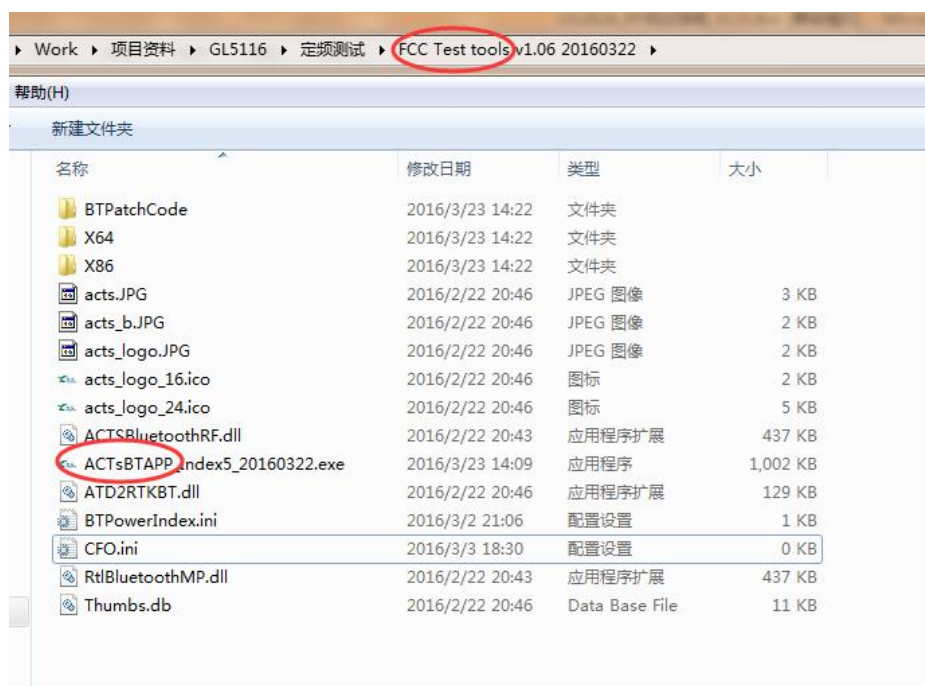 Work ▸ 项目资料 ▸ GL5116 ▸ 定频测试 ▸ FCC Test tools v1.06 20160322 ▸
帮助(H)
新建文件夹
名称 修改日期 类型 大小
BTPatchCode 2016/3/23 14:22 文件夹
X64 2016/3/23 14:22 文件夹
X86 2016/3/23 14:22 文件夹
acts.JPG 2016/2/22 20:46 JPEG 图像 3 KB
acts_b.JPG 2016/2/22 20:46 JPEG 图像 2 KB
acts_logo.JPG 2016/2/22 20:46 JPEG 图像 2 KB
acts_logo_16.ico 2016/2/22 20:46 图标 2 KB
acts_logo_24.ico 2016/2/22 20:46 图标 5 KB
ACTSBluetoothRF.dll 2016/2/22 20:43 应用程序扩展 437 KB
ACTsBTAPP_Index5_20160322.exe 2016/3/23 14:09 应用程序 1,002 KB
ATD2RTKBT.dll 2016/2/22 20:46 应用程序扩展 129 KB
BTPowerIndex.ini 2016/3/2 21:06 配置设置 1 KB
CFO.ini 2016/3/3 18:30 配置设置 0 KB
RtlBluetoothMP.dll 2016/2/22 20:43 应用程序扩展 437 KB
Thumbs.db 2016/2/22 20:46 Data Base File 11 KB